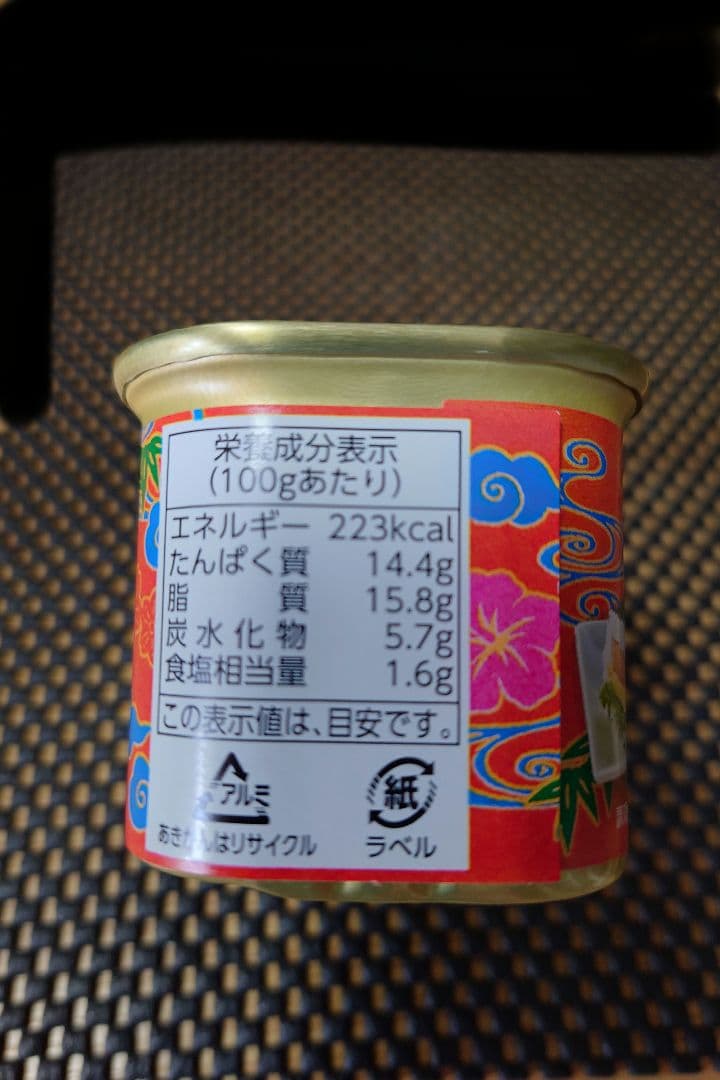 栄養成分表示
(100gあたり)
エネルギー 223kcal
たんぱく質 14.4g
脂質 15.8g
炭水化物 5.7g
食塩相当量 1.6g
この表示値は、目安です。
アルミ
紙
あきかんはリサイクル
ラベル